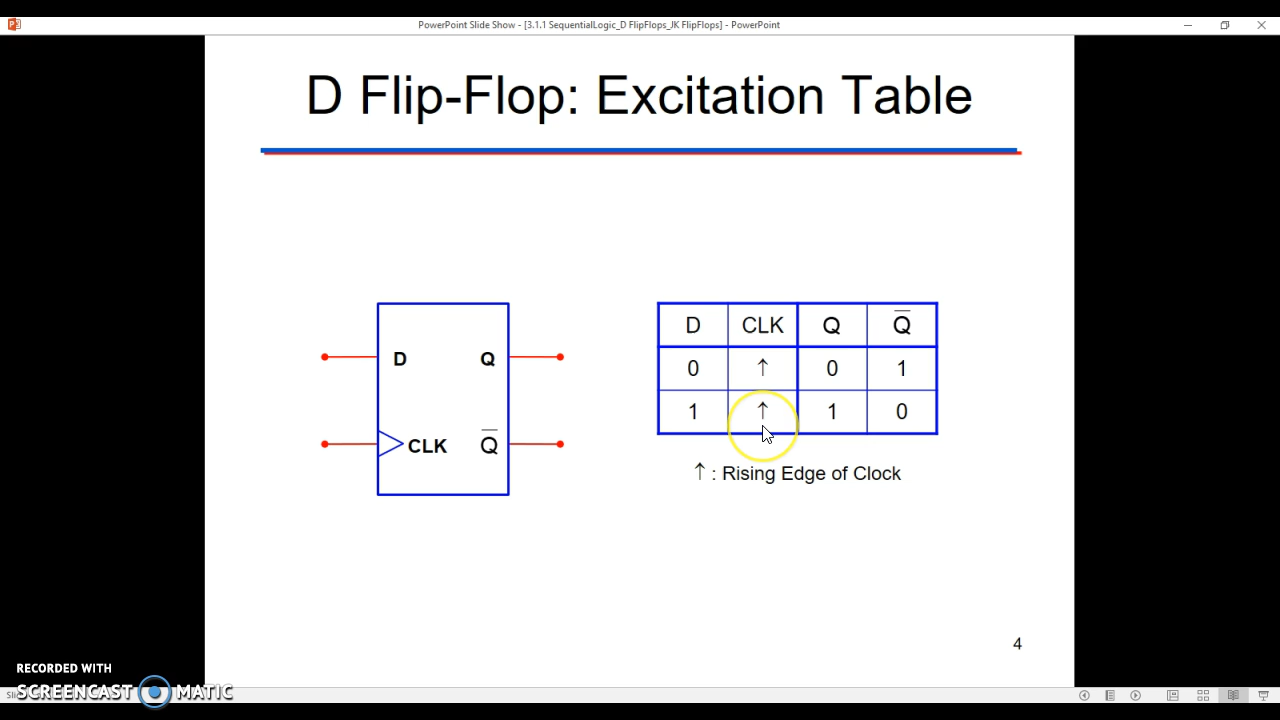 PowerPoint Slide Show - [3.1.1 SequentialLogic_D FlipFlops_JK FlipFlops] - PowerPoint
D Flip-Flop: Excitation Table
D Q
CLK Q̅
D CLK Q Q̅
0 ↑ 0 1
1 ↑ 1 0
↑ : Rising Edge of Clock
4
RECORDED WITH
SCREENCAST MATIC